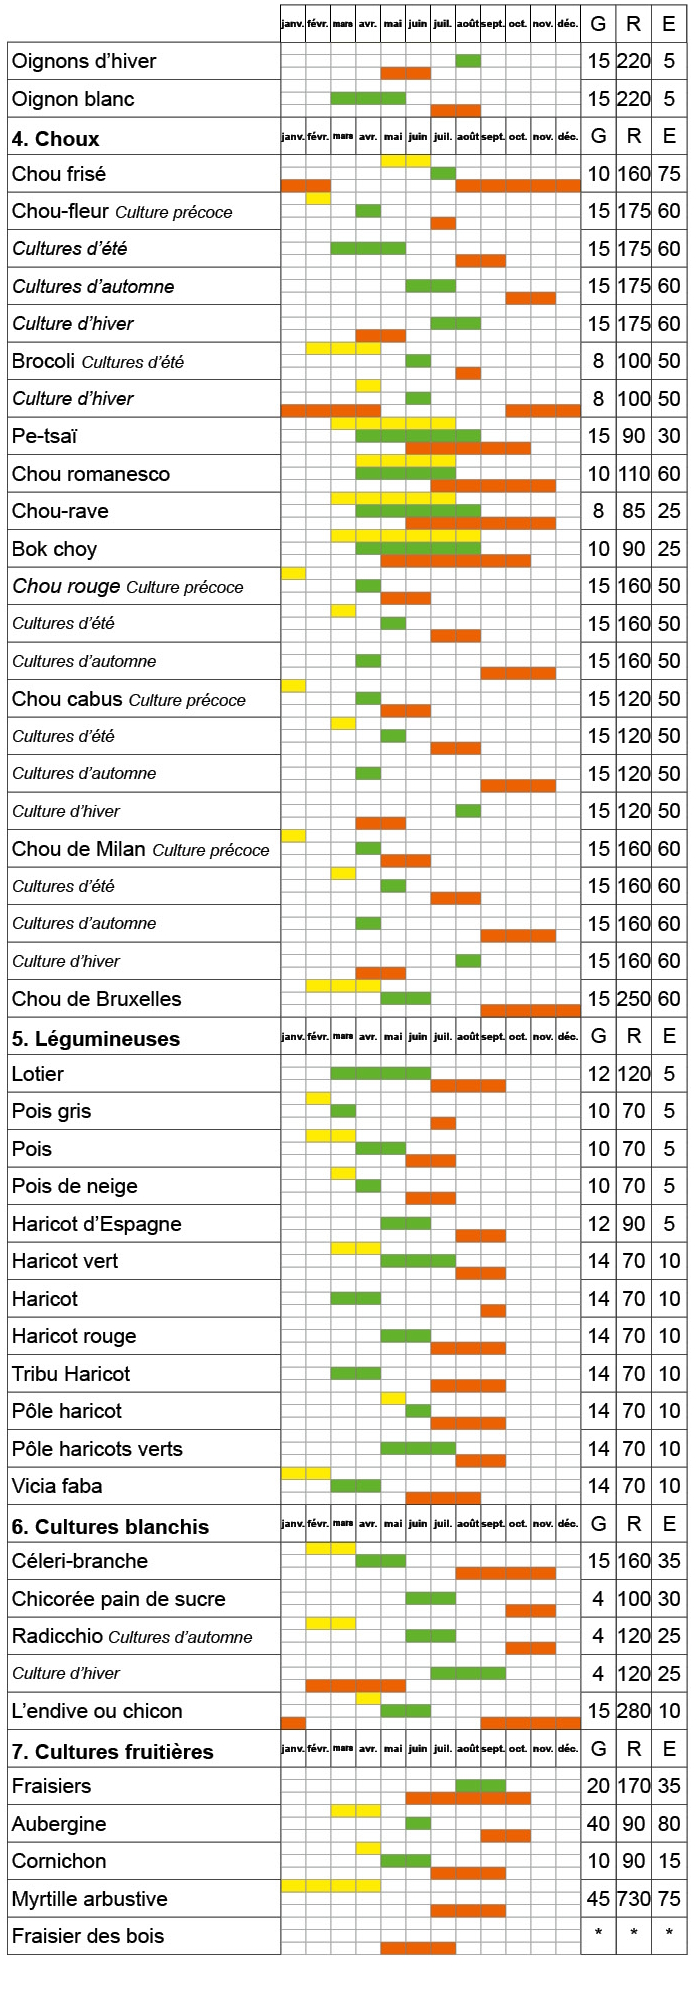 janv. févr. mars avr. mai juin juil. août sept. oct. nov. déc. G R E
Oignons d'hiver 15 220 5
Oignon blanc 15 220 5
4. Choux janv. févr. mars avr. mai juin juil. août sept. oct. nov. déc. G R E
Chou frisé 10 160 75
Chou-fleur Culture précoce 15 175 60
Cultures d'été 15 175 60
Cultures d'automne 15 175 60
Culture d'hiver 15 175 60
Brocoli Cultures d'été 8 100 50
Culture d'hiver 8 100 50
Pe-tsaï 15 90 30
Chou romanesco 10 110 60
Chou-rave 8 85 25
Bok choy 10 90 25
Chou rouge Culture précoce 15 160 50
Cultures d'été 15 160 50
Cultures d'automne 15 160 50
Chou cabus Culture précoce 15 120 50
Cultures d'été 15 120 50
Cultures d'automne 15 120 50
Culture d'hiver 15 120 50
Chou de Milan Culture précoce 15 160 60
Cultures d'été 15 160 60
Cultures d'automne 15 160 60
Culture d'hiver 15 160 60
Chou de Bruxelles 15 250 60
5. Légumineuses janv. févr. mars avr. mai juin juil. août sept. oct. nov. déc. G R E
Lotier 12 120 5
Pois gris 10 70 5
Pois 10 70 5
Pois de neige 10 70 5
Haricot d'Espagne 12 90 5
Haricot vert 14 70 10
Haricot 14 70 10
Haricot rouge 14 70 10
Tribu Haricot 14 70 10
Pôle haricot 14 70 10
Pôle haricots verts 14 70 10
Vicia faba 14 70 10
6. Cultures blanchis janv. févr. mars avr. mai juin juil. août sept. oct. nov. déc. G R E
Céleri-branche 15 160 35
Chicorée pain de sucre 4 100 30
Radicchio Cultures d'automne 4 120 25
Culture d'hiver 4 120 25
L'endive ou chicon 15 280 10
7. Cultures fruitières janv. févr. mars avr. mai juin juil. août sept. oct. nov. déc. G R E
Fraisiers 20 170 35
Aubergine 40 90 80
Cornichon 10 90 15
Myrtille arbustive 45 730 75
Fraisier des bois * * *